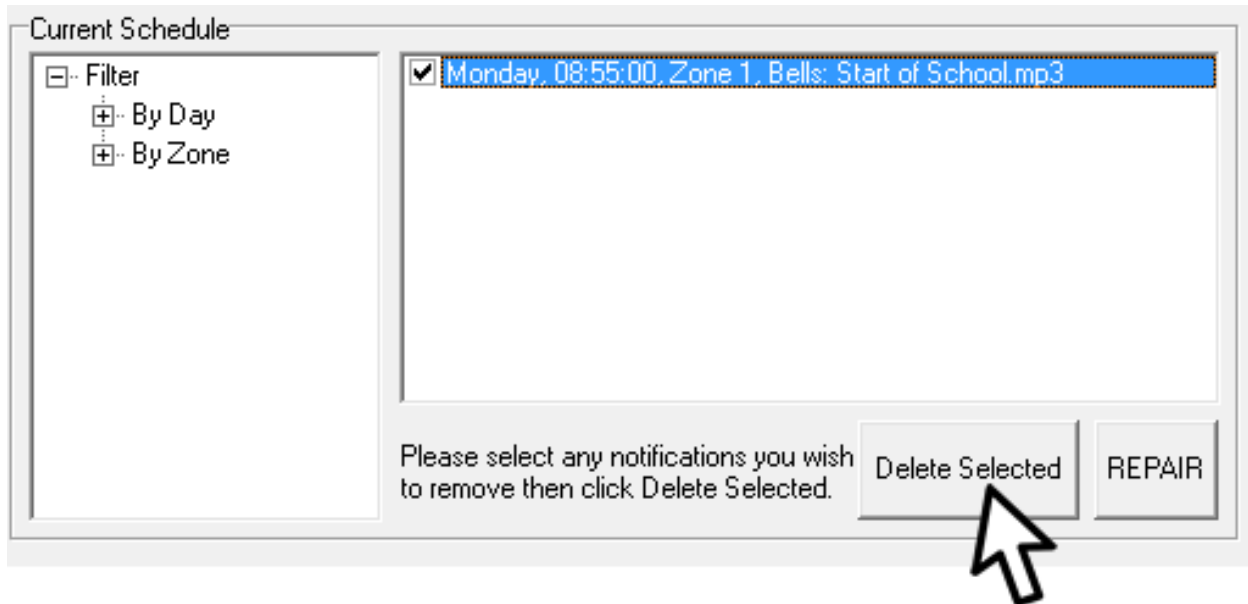 Current Schedule
Filter
By Day
By Zone
Monday, 08:55:00, Zone 1, Bells: Start of School.mp3
Please select any notifications you wish
to remove then click Delete Selected.
Delete Selected
REPAIR